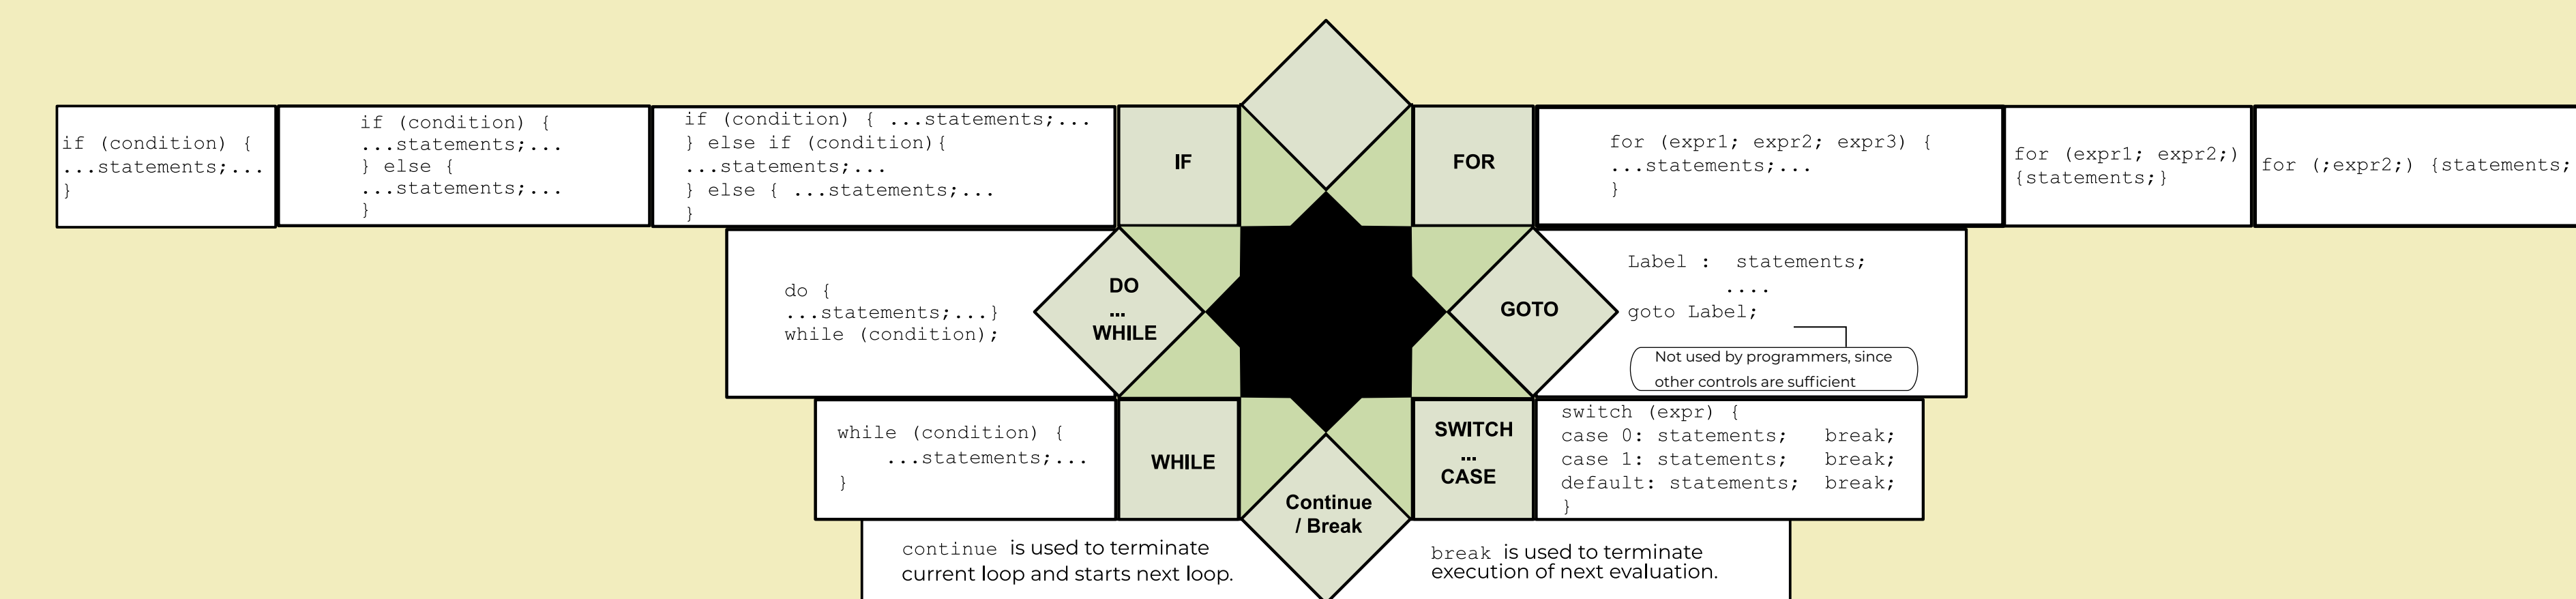 if (condition) {
...statements;...
}
if (condition) {
...statements;...
} else {
...statements;...
}
if (condition) { ...statements;...
} else if (condition){
...statements;...
} else { ...statements;...
}
IF
FOR
for (expr1; expr2; expr3) {
...statements;...
}
for (expr1; expr2;)
{statements;}
for (;expr2;) {statements;
do {
...statements;...}
while (condition);
DO
...
WHILE
GOTO
Label :  statements;
....
goto Label;
Not used by programmers, since
other controls are sufficient
while (condition) {
...statements;...
}
WHILE
SWITCH
...
CASE
switch (expr) {
case 0: statements;   break;
case 1: statements;   break;
default: statements;  break;
}
Continue
/ Break
continue is used to terminate
current loop and starts next loop.
break is used to terminate
execution of next evaluation.